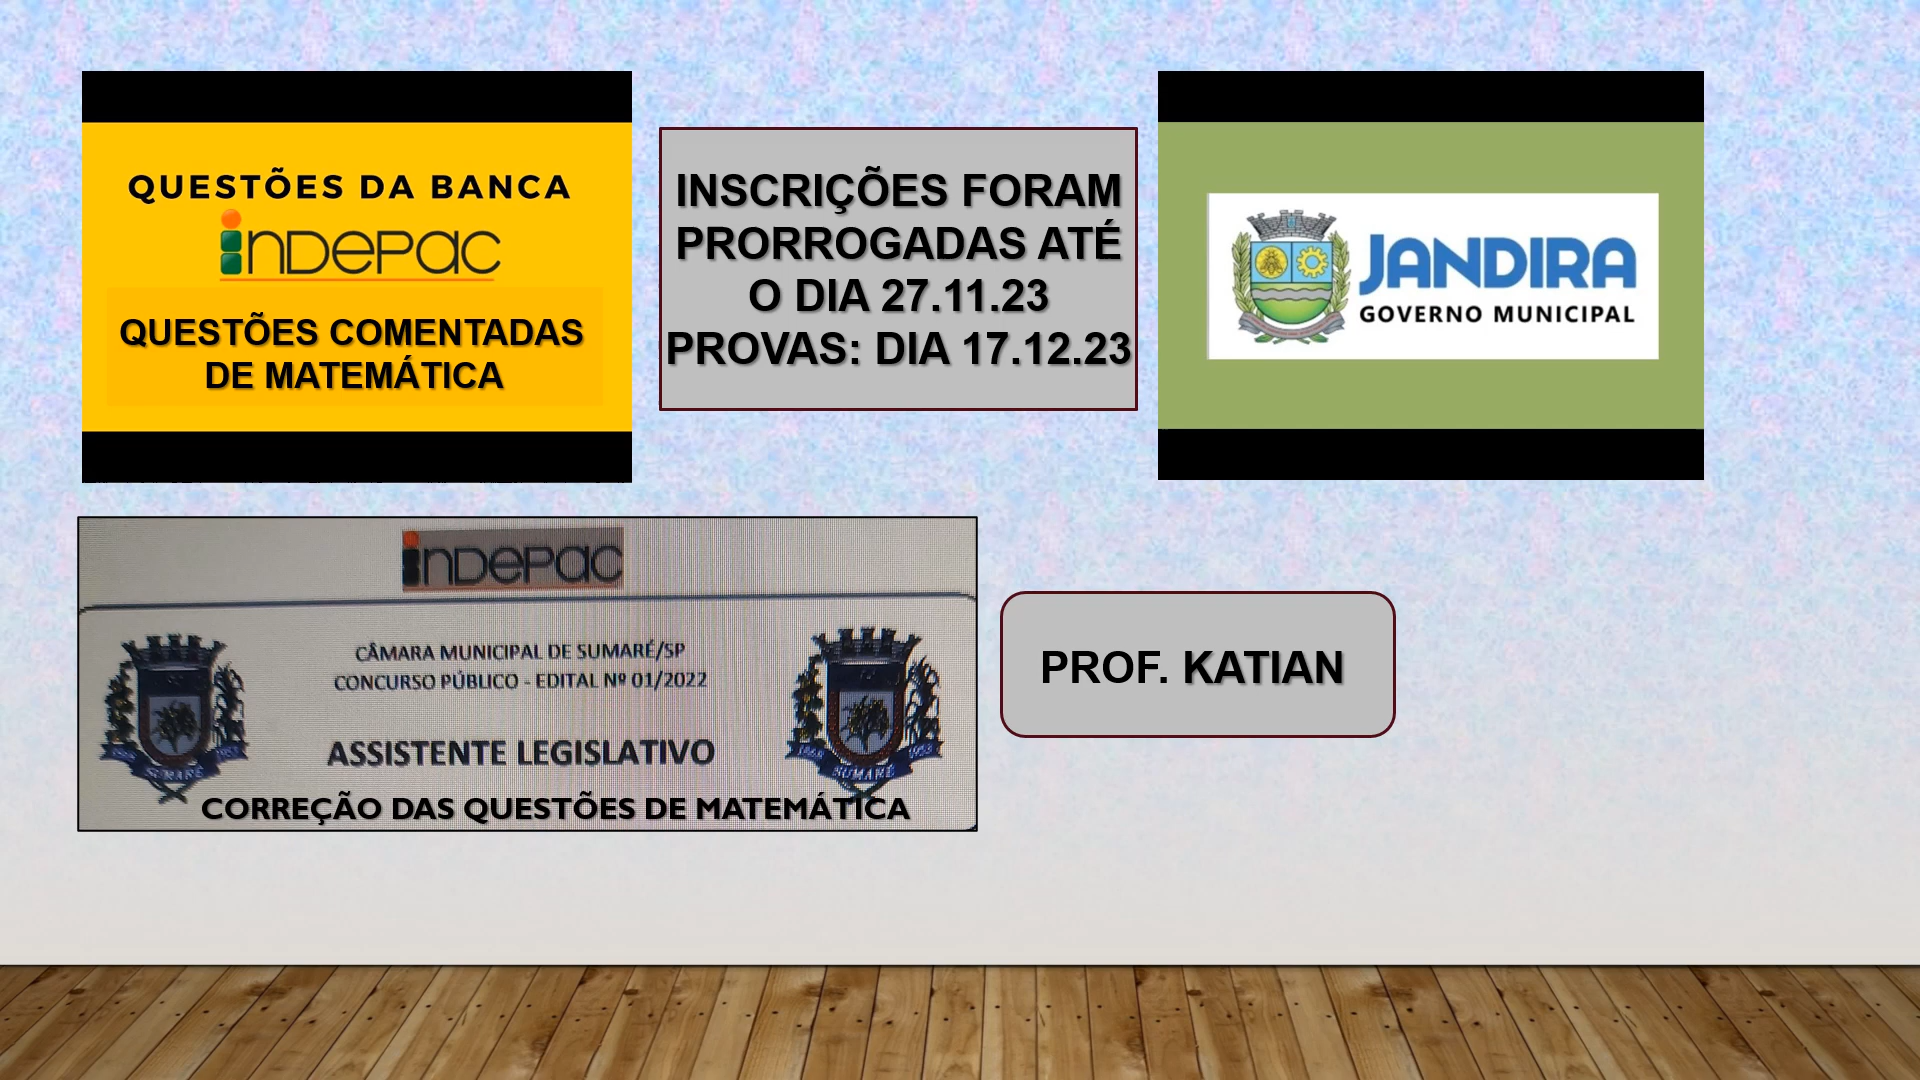 QUESTÕES DA BANCA
inDePac
QUESTÕES COMENTADAS
DE MATEMÁTICA
INSCRIÇÕES FORAM
PRORROGADAS ATÉ
O DIA 27.11.23
PROVAS: DIA 17.12.23
JANDIRA
GOVERNO MUNICIPAL
inDePac
CÂMARA MUNICIPAL DE SUMARÉ/SP
CONCURSO PÚBLICO - EDITAL Nº 01/2022
ASSISTENTE LEGISLATIVO
SUMARÉ
SUMARÉ
CORREÇÃO DAS QUESTÕES DE MATEMÁTICA
PROF. KATIAN